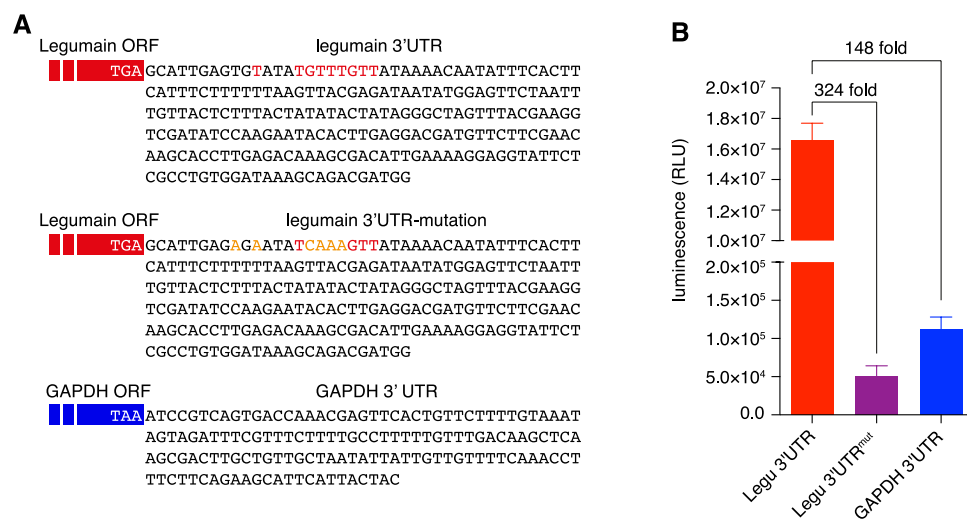 A
Legumain ORF legumain 3'UTR
TGA GCATTGAGTGTATATGTTTGTTATAAAACAATATTTCACTT
CATTTCTTTTTTAAGTTACGAGATAATATGGAGTTCTAATT
TGTTACTCTTTACTATATACTATAGGGCTAGTTTACGAAGG
TCGATATCCAAGAATACACTTGAGGACGATGTTCTTCGAAC
AAGCACCTTGAGACAAAGCGACATTGAAAAGGAGGTATTCT
CGCCTGTGGATAAAGCAGACGATGG
Legumain ORF legumain 3'UTR-mutation
TGA GCATTGAGAGAATATCAAAGTTATAAAACAATATTTCACTT
CATTTCTTTTTTAAGTTACGAGATAATATGGAGTTCTAATT
TGTTACTCTTTACTATATACTATAGGGCTAGTTTACGAAGG
TCGATATCCAAGAATACACTTGAGGACGATGTTCTTCGAAC
AAGCACCTTGAGACAAAGCGACATTGAAAAGGAGGTATTCT
CGCCTGTGGATAAAGCAGACGATGG
GAPDH ORF GAPDH 3' UTR
TAA ATCCGTCAGTGACCAAACGAGTTCACTGTTCTTTTGTAAAT
AGTAGATTTCGTTTCTTTTGCCTTTTTGTTTGACAAGCTCA
AGCGACTTGCTGTTGCTAATATTATTGTTGTTTTCAAACCT
TTCTTCAGAAGCATTCATTACTAC
B
148 fold
324 fold
luminescence (RLU)
2.0×10⁷
1.8×10⁷
1.6×10⁷
1.4×10⁷
1.0×10⁷
1.0×10⁷
2.0×10⁵
1.5×10⁵
1.0×10⁵
5.0×10⁴
0.0
Legu 3'UTR
Legu 3'UTRᵐᵘᵗ
GAPDH 3'UTR